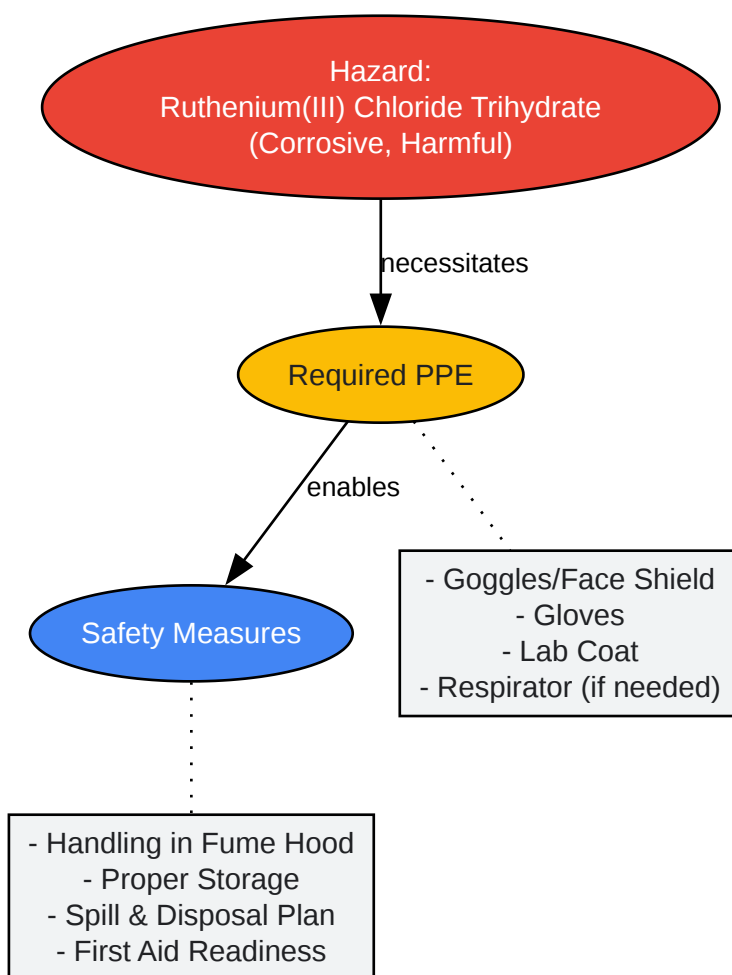 Hazard:
Ruthenium(III) Chloride Trihydrate
(Corrosive, Harmful)
necessitates
Required PPE
enables
- Goggles/Face Shield
- Gloves
- Lab Coat
- Respirator (if needed)
Safety Measures
- Handling in Fume Hood
- Proper Storage
- Spill & Disposal Plan
- First Aid Readiness